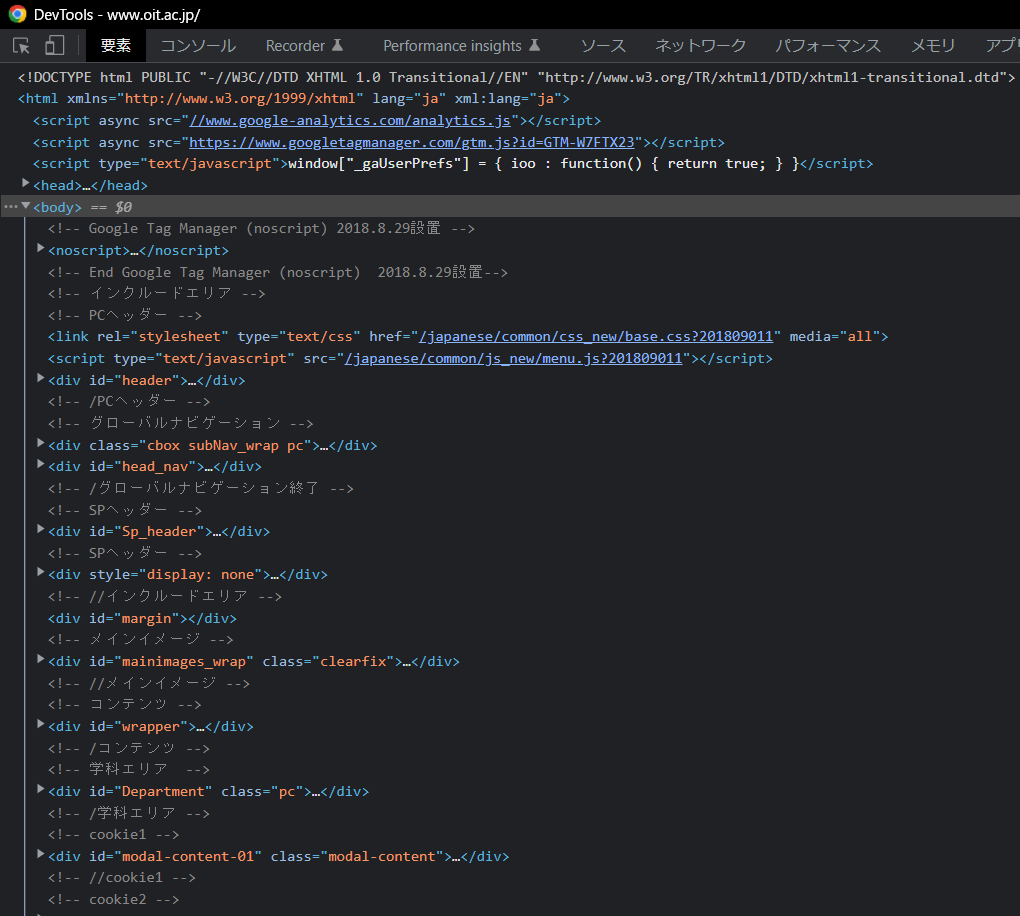 DevTools - www.oit.ac.jp/
要素 コンソール Recorder Performance insights ソース ネットワーク パフォーマンス メモリ アプリ
<!DOCTYPE html PUBLIC "-//W3C//DTD XHTML 1.0 Transitional//EN" "http://www.w3.org/TR/xhtml1/DTD/xhtml1-transitional.dtd">
<html xmlns="http://www.w3.org/1999/xhtml" lang="ja" xml:lang="ja">
<script async src="//www.google-analytics.com/analytics.js"></script>
<script async src="https://www.googletagmanager.com/gtm.js?id=GTM-W7FTX23"></script>
<script type="text/javascript">window["_gaUserPrefs"] = { ioo : function() { return true; } }</script>
<head>…</head>
<body> == $0
<!-- Google Tag Manager (noscript) 2018.8.29設置 -->
<noscript>…</noscript>
<!-- End Google Tag Manager (noscript)  2018.8.29設置-->
<!-- インクルードエリア -->
<!-- PCヘッダー -->
<link rel="stylesheet" type="text/css" href="/japanese/common/css_new/base.css?201809011" media="all">
<script type="text/javascript" src="/japanese/common/js_new/menu.js?201809011"></script>
<div id="header">…</div>
<!-- /PCヘッダー -->
<!-- グローバルナビゲーション -->
<div class="cbox subNav_wrap pc">…</div>
<div id="head_nav">…</div>
<!-- /グローバルナビゲーション終了 -->
<!-- SPヘッダー -->
<div id="Sp_header">…</div>
<!-- SPヘッダー -->
<div style="display: none">…</div>
<!-- //インクルードエリア -->
<div id="margin"></div>
<!-- メインイメージ -->
<div id="mainimages_wrap" class="clearfix">…</div>
<!-- //メインイメージ -->
<!-- コンテンツ -->
<div id="wrapper">…</div>
<!-- /コンテンツ -->
<!-- 学科エリア  -->
<div id="Department" class="pc">…</div>
<!-- /学科エリア -->
<!-- cookie1 -->
<div id="modal-content-01" class="modal-content">…</div>
<!-- //cookie1 -->
<!-- cookie2 -->